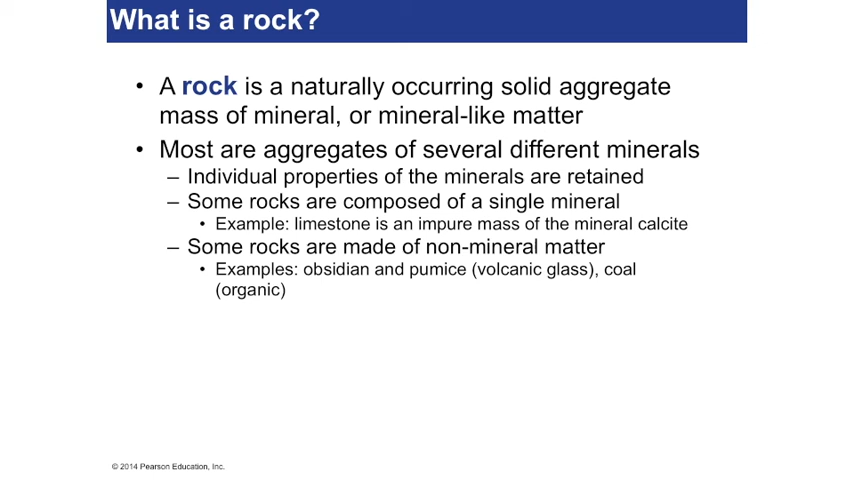 What is a rock?
• A rock is a naturally occurring solid aggregate
mass of mineral, or mineral-like matter
• Most are aggregates of several different minerals
– Individual properties of the minerals are retained
– Some rocks are composed of a single mineral
• Example: limestone is an impure mass of the mineral calcite
– Some rocks are made of non-mineral matter
• Examples: obsidian and pumice (volcanic glass), coal
(organic)
© 2014 Pearson Education, Inc.